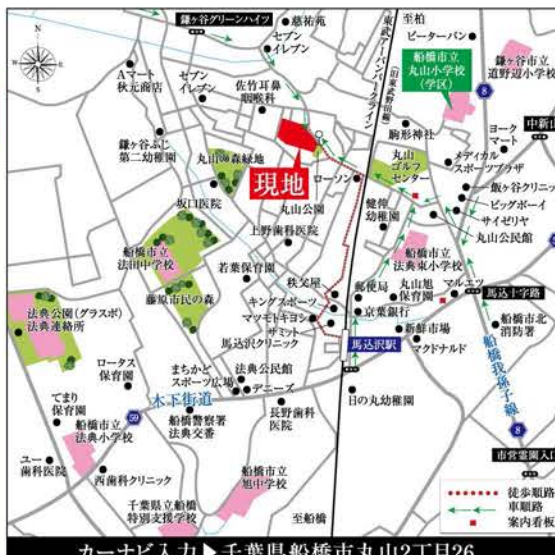 鎌ヶ谷グリーンハイツ
慈祐苑
セブン
イレブン
至柏
ピーターパン
東武アーバンパークライン
(旧東武野田線)
船橋市立
丸山小学校
(学区)
鎌ヶ谷市立
道野辺小学校
8
N
Aマート
秋元商店
セブン
イレブン
佐竹耳鼻
咽喉科
中新山
ヨーク
マート
駒形神社
鎌ヶ谷ふじ
第二幼稚園
丸山の森緑地
現地
ローソン
丸山
ゴルフ
センター
メディカル
スポーツプラザ
飯ヶ谷クリニック
ビッグボーイ
サイゼリヤ
丸山公民館
坂口医院
丸山公園
健伸
幼稚園
上野歯科医院
船橋市立
法田中学校
船橋市立
法典東小学校
若葉保育園
秩父屋
郵便局
丸山旭
保育園
マルエツ
馬込十字路
藤原市民の森
キングスポーツ
京葉銀行
マツモトキヨシ
サミット
新鮮市場
船橋市北
消防署
法典公園(グラスポ)
法典連絡所
馬込沢クリニック
馬込沢駅
マクドナルド
ロータス
保育園
まちかど
スポーツ広場
法典公民館
デニーズ
日の丸幼稚園
船橋我孫子線
てまり
保育園
木下街道
59
船橋警察署
法典交番
長野歯科
医院
8
船橋市立
法典小学校
市営霊園入口
ユー
歯科医院
西歯科クリニック
船橋市立
旭中学校
千葉県立船橋
特別支援学校
至船橋
徒歩順路
車順路
案内看板
カーナビ入力▶千葉県船橋市丸山2丁目26